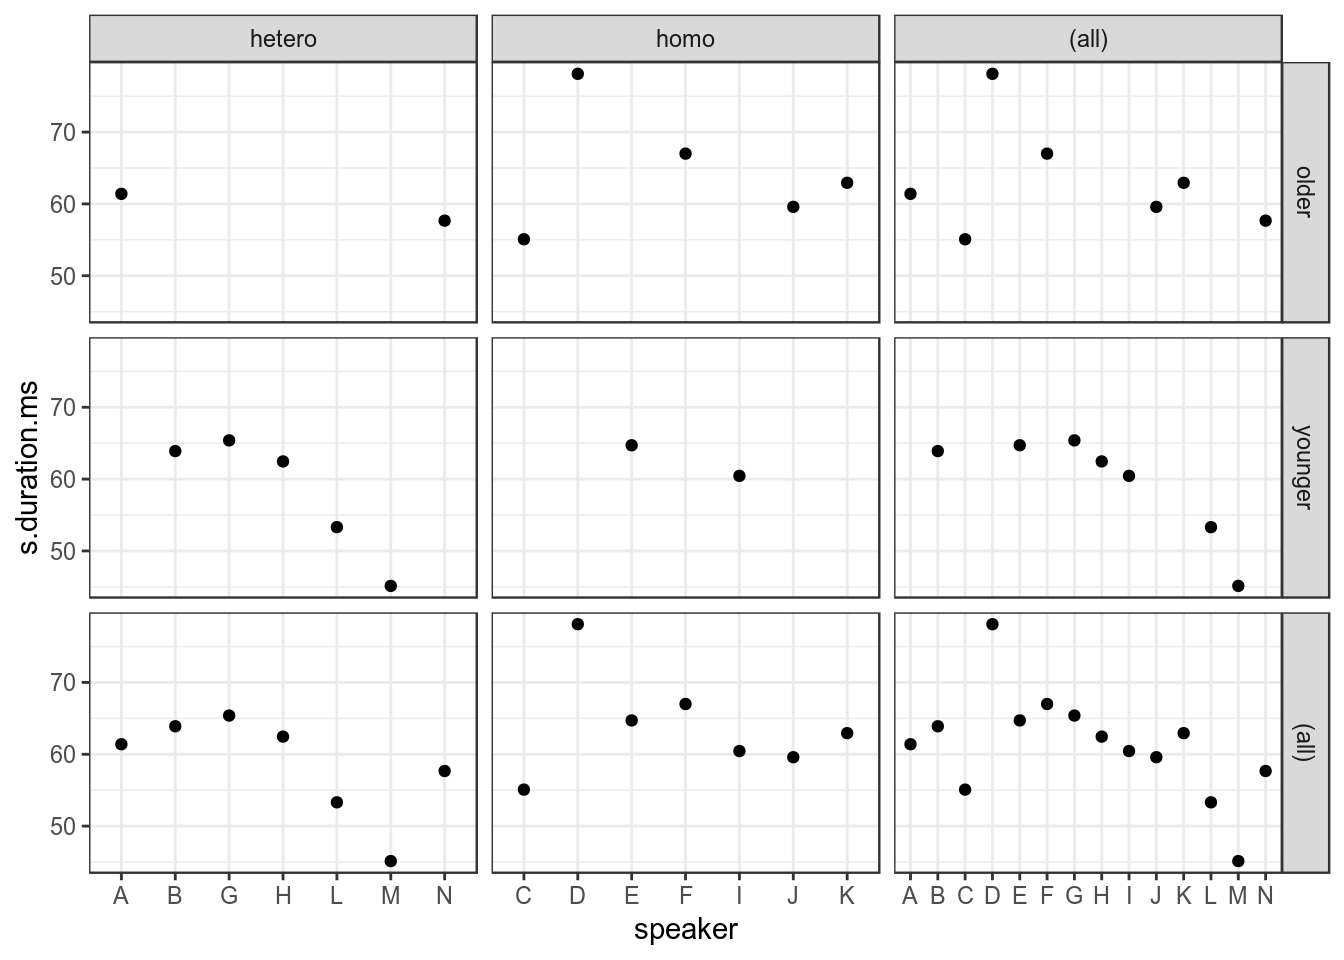 hetero
homo
(all)
70
60
50
older
70
60
50
younger
70
60
50
(all)
s.duration.ms
A B G H L M N
C D E F I J K
A B C D E F G H I J K L M N
speaker